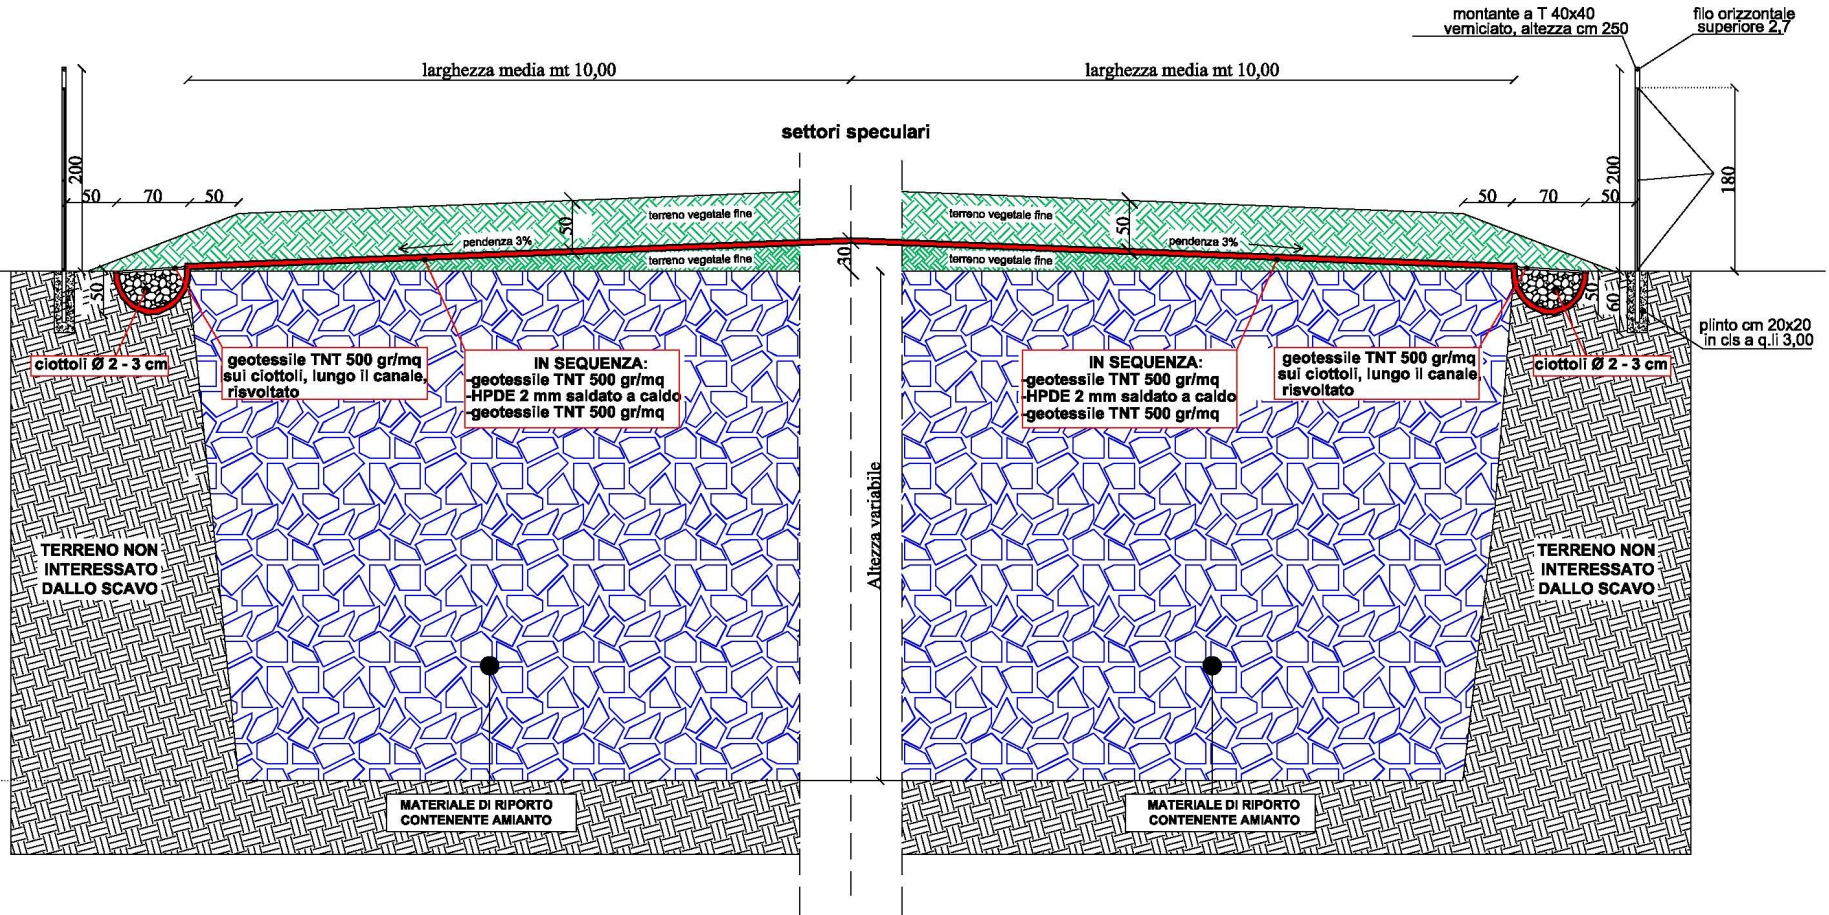 montante a T 40x40
verniciato, altezza cm 250
filo orizzontale
superiore 2,7
larghezza media mt 10,00
larghezza media mt 10,00
settori speculari
200
50
70
50
50
terreno vegetale fine
pendenza 3%
terreno vegetale fine
30
terreno vegetale fine
50
pendenza 3%
terreno vegetale fine
50
70
50
200
180
50
50
60
plinto cm 20x20
in cls a q.li 3,00
ciottoli Ø 2 - 3 cm
geotessile TNT 500 gr/mq
sui ciottoli, lungo il canale,
risvoltato
IN SEQUENZA:
-geotessile TNT 500 gr/mq
-HPDE 2 mm saldato a caldo
-geotessile TNT 500 gr/mq
IN SEQUENZA:
-geotessile TNT 500 gr/mq
-HPDE 2 mm saldato a caldo
-geotessile TNT 500 gr/mq
geotessile TNT 500 gr/mq
sui ciottoli, lungo il canale,
risvoltato
ciottoli Ø 2 - 3 cm
Altezza variabile
TERRENO NON
INTERESSATO
DALLO SCAVO
TERRENO NON
INTERESSATO
DALLO SCAVO
MATERIALE DI RIPORTO
CONTENENTE AMIANTO
MATERIALE DI RIPORTO
CONTENENTE AMIANTO